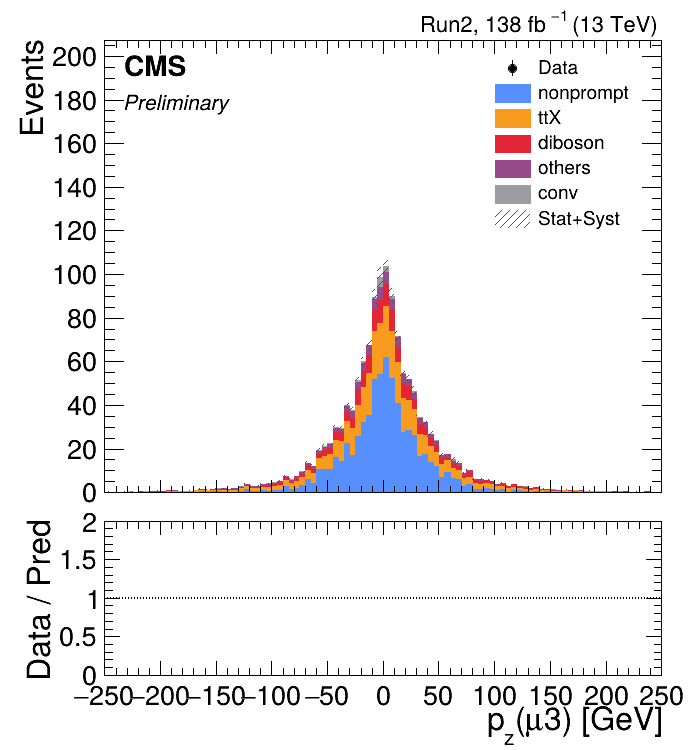 Run2, 138 fb⁻¹ (13 TeV)
CMS
Preliminary
Events
200
180
160
140
120
100
80
60
40
20
0
Data
nonprompt
ttX
diboson
others
conv
Stat+Syst
Data / Pred
2
1.5
1
0.5
0
−250 −200 −150 −100 −50 0 50 100 150 200 250
p_z(μ3) [GeV]